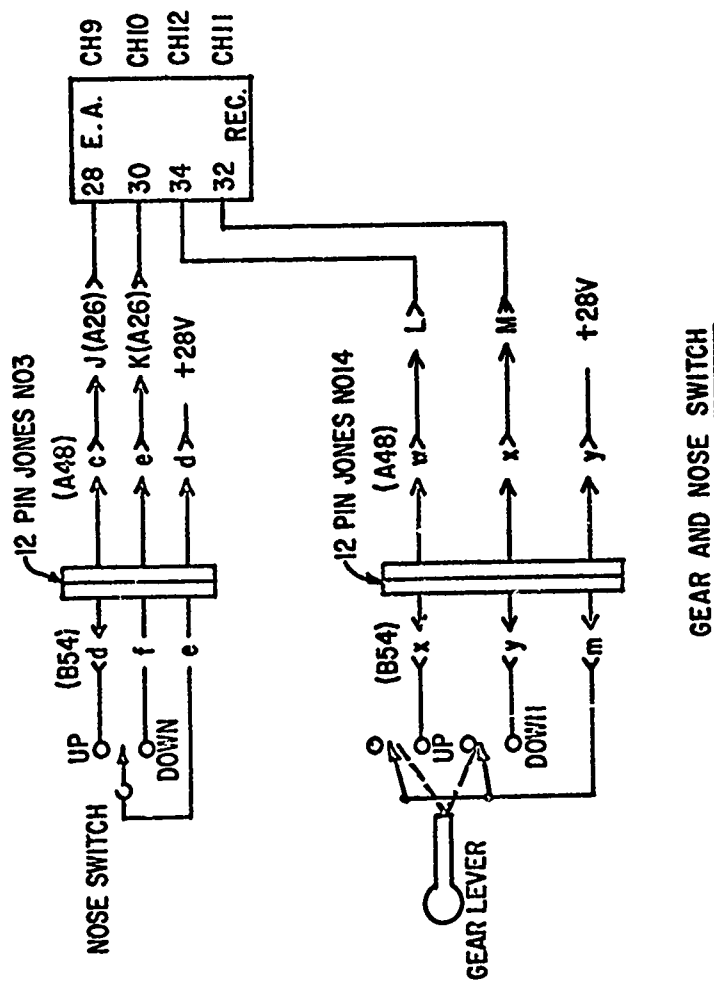 NOSE SWITCH
UP
DOWN
(B54)
d
f
e
12 PIN JONES NO3
(A48)
c
e
d
J(A26)
K(A26)
+28V
28 E.A.
30
34
32 REC.
CH9
CH10
CH12
CH11
GEAR LEVER
UP
DOWN
(B54)
x
y
m
12 PIN JONES NO14
(A48)
w
x
y
L
M
+28V
GEAR AND NOSE SWITCH